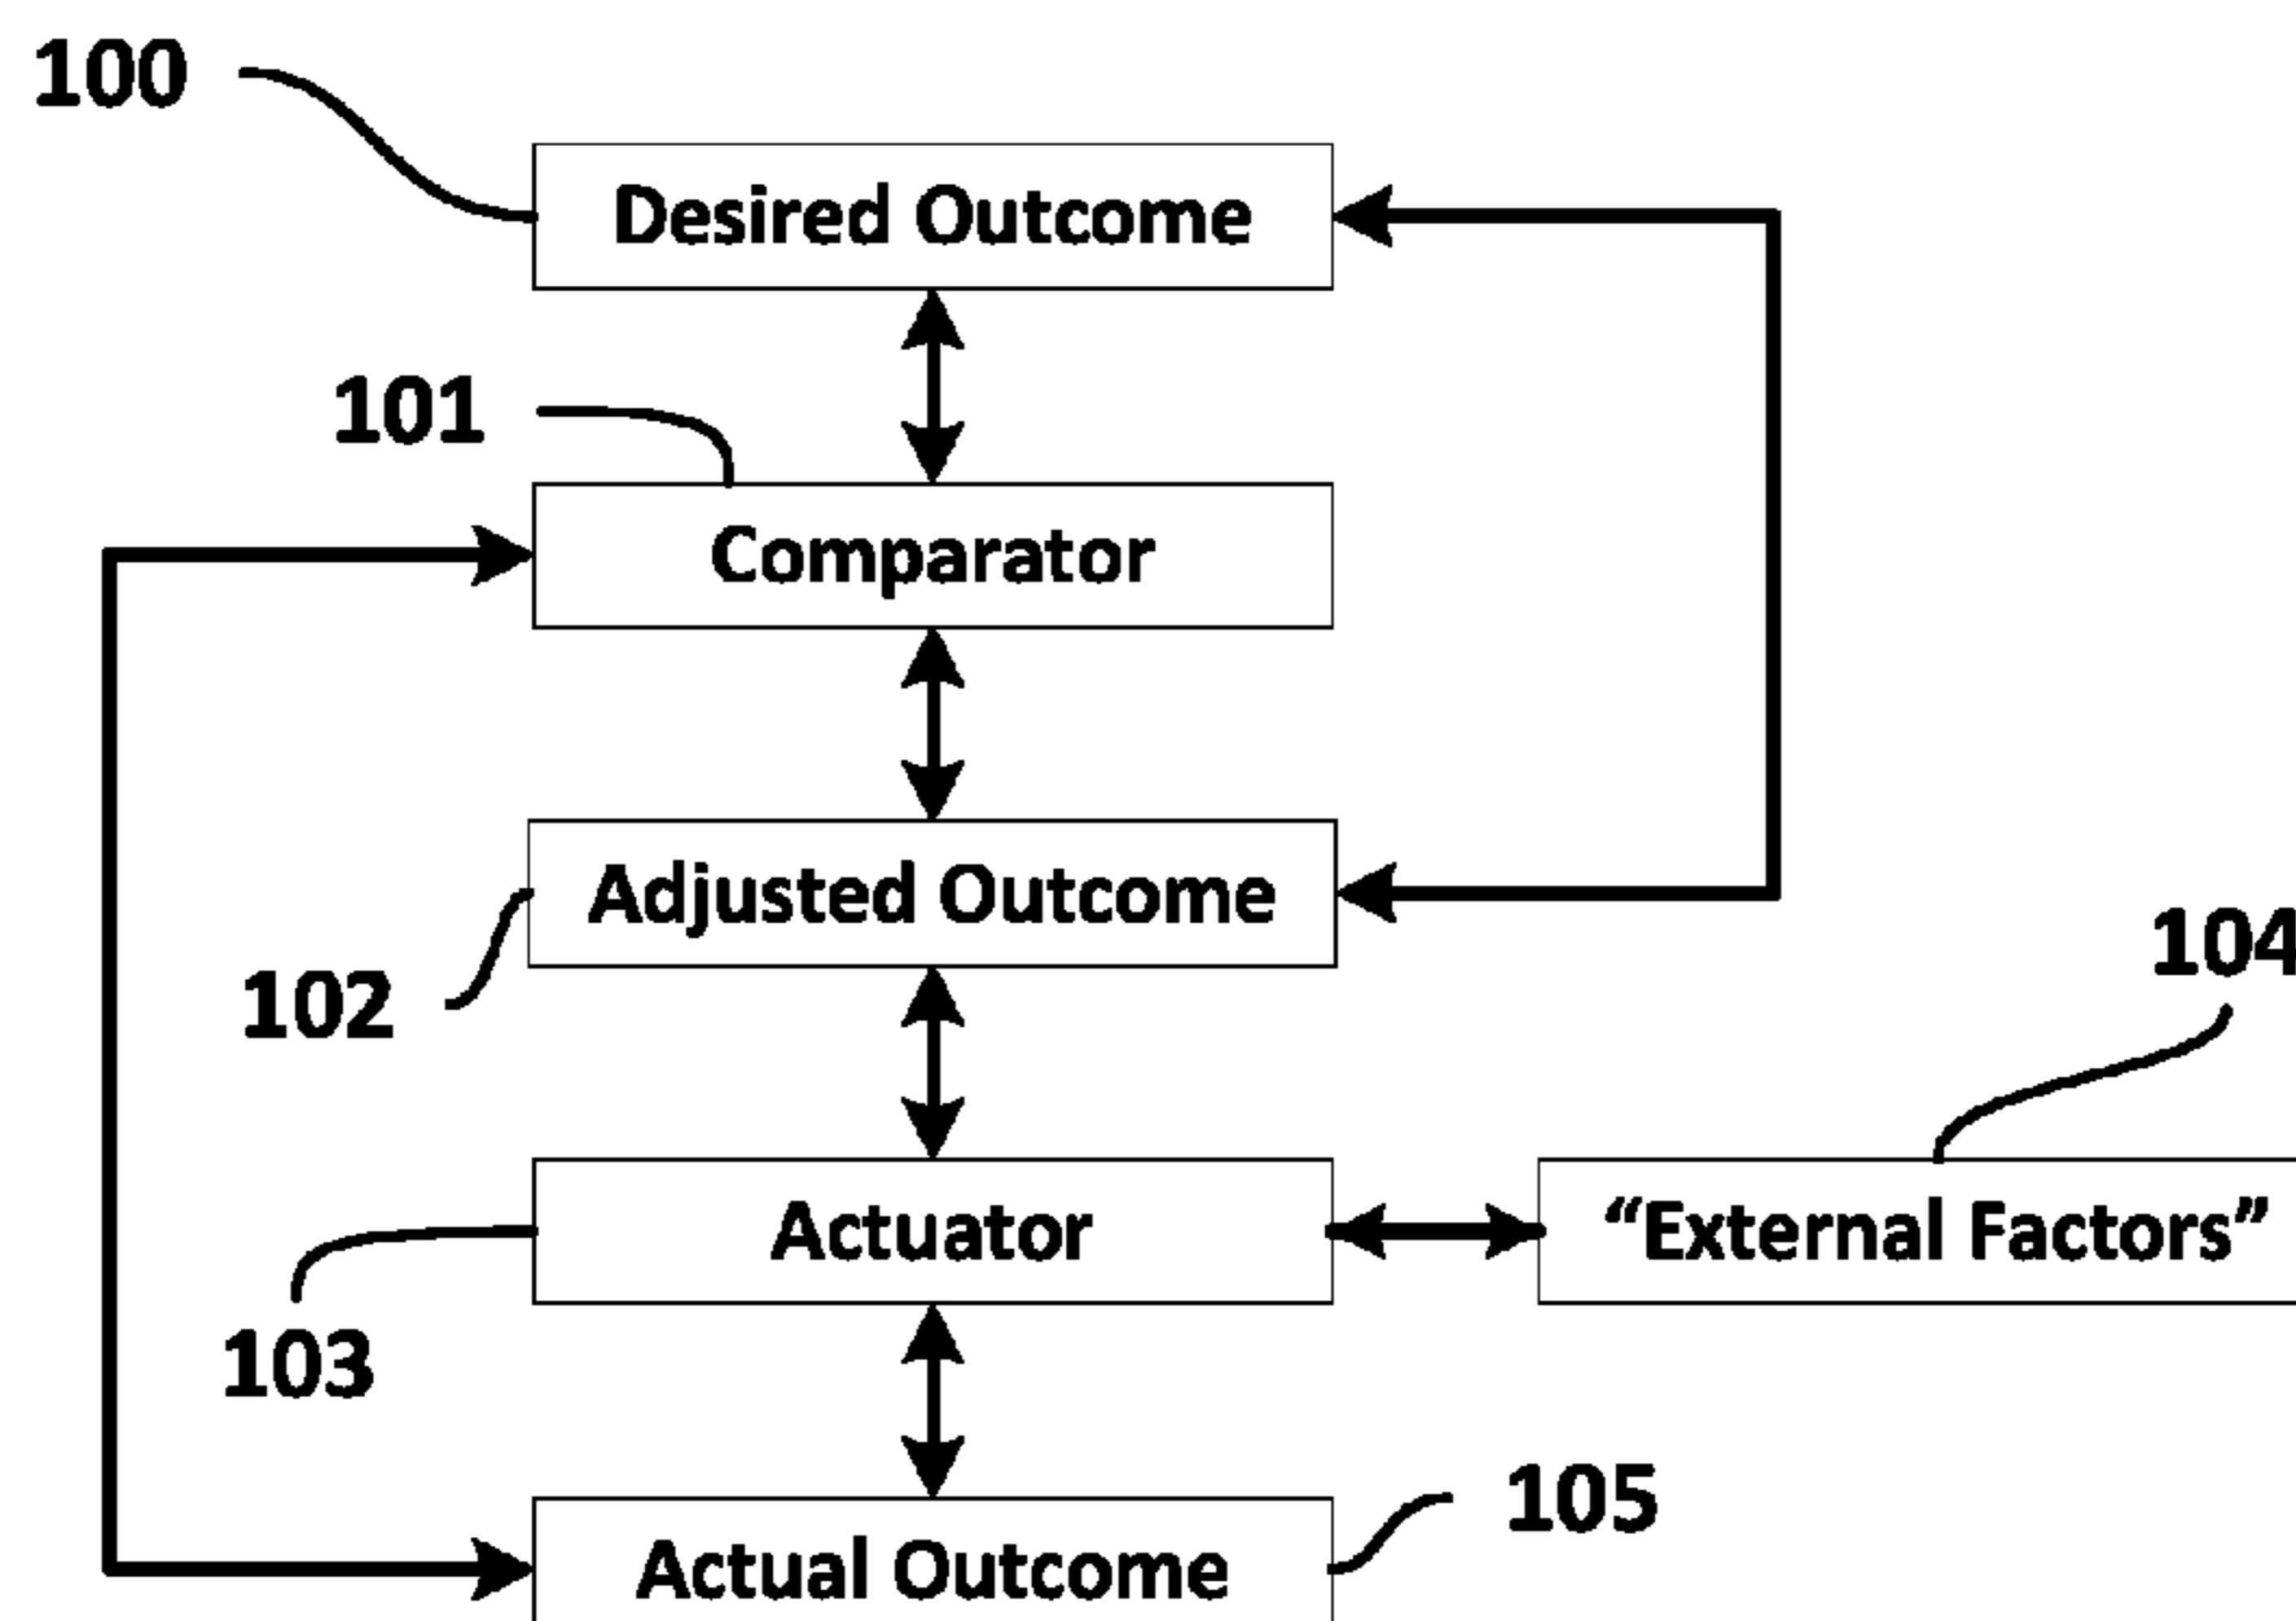 100
Desired Outcome
101
Comparator
Adjusted Outcome
102
104
Actuator
“External Factors”
103
105
Actual Outcome